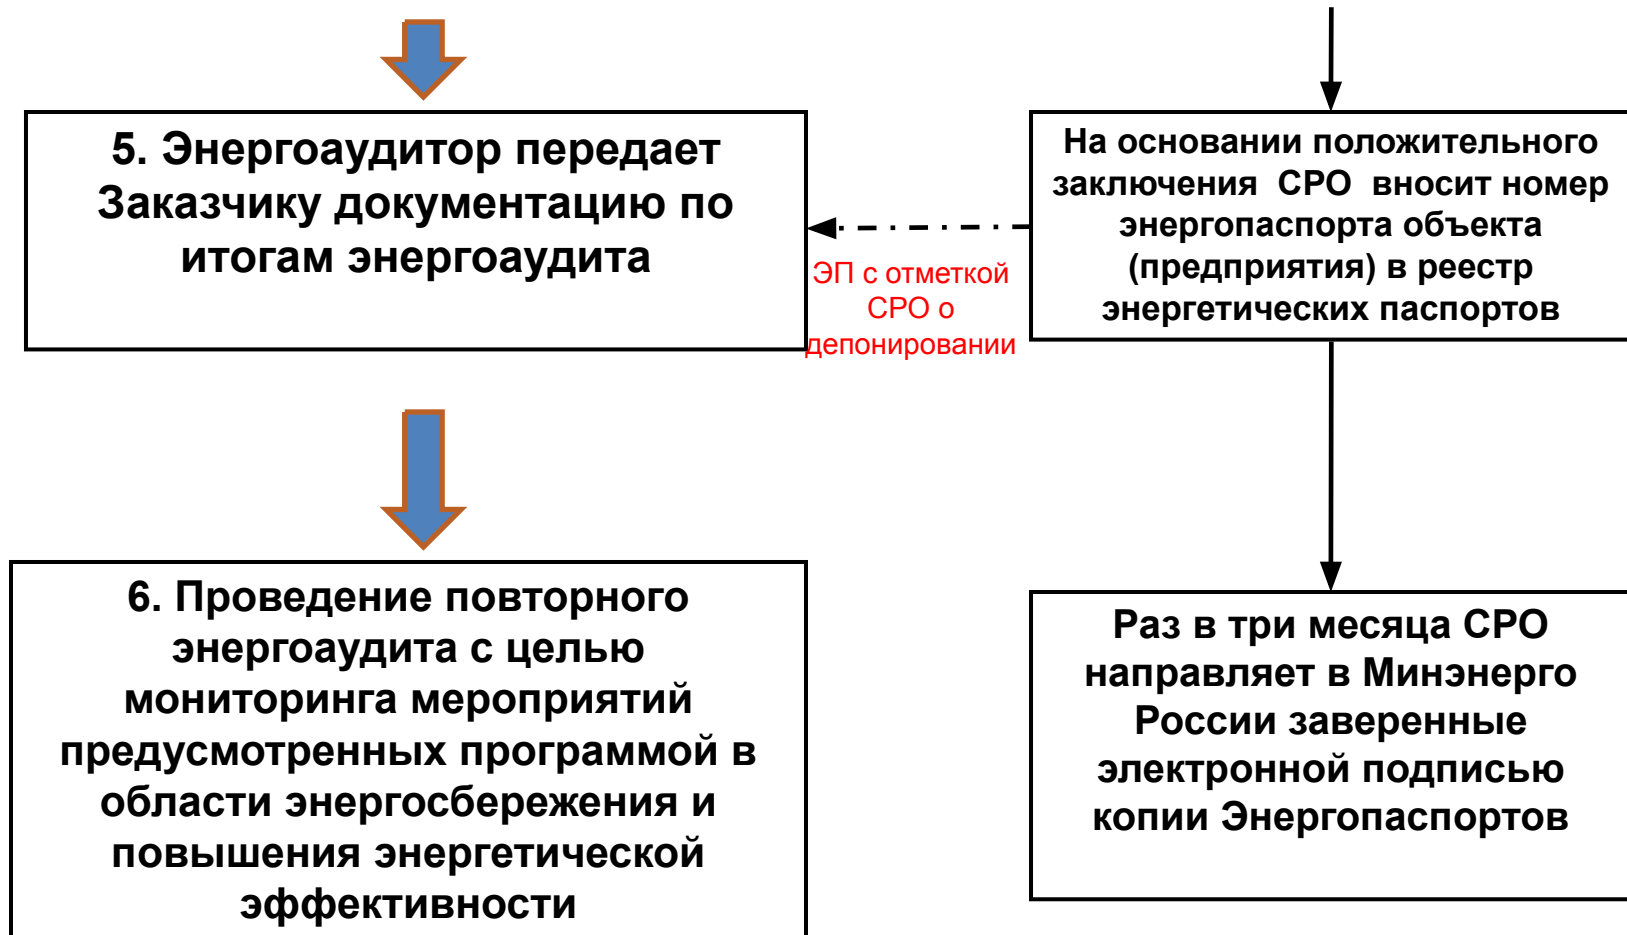 5. Энергоаудитор передает
Заказчику документацию по
итогам энергоаудита
ЭП с отметкой
СРО о
депонировании
На основании положительного
заключения СРО вносит номер
энергопаспорта объекта
(предприятия) в реестр
энергетических паспортов
6. Проведение повторного
энергоаудита с целью
мониторинга мероприятий
предусмотренных программой в
области энергосбережения и
повышения энергетической
эффективности
Раз в три месяца СРО
направляет в Минэнерго
России заверенные
электронной подписью
копии Энергопаспортов